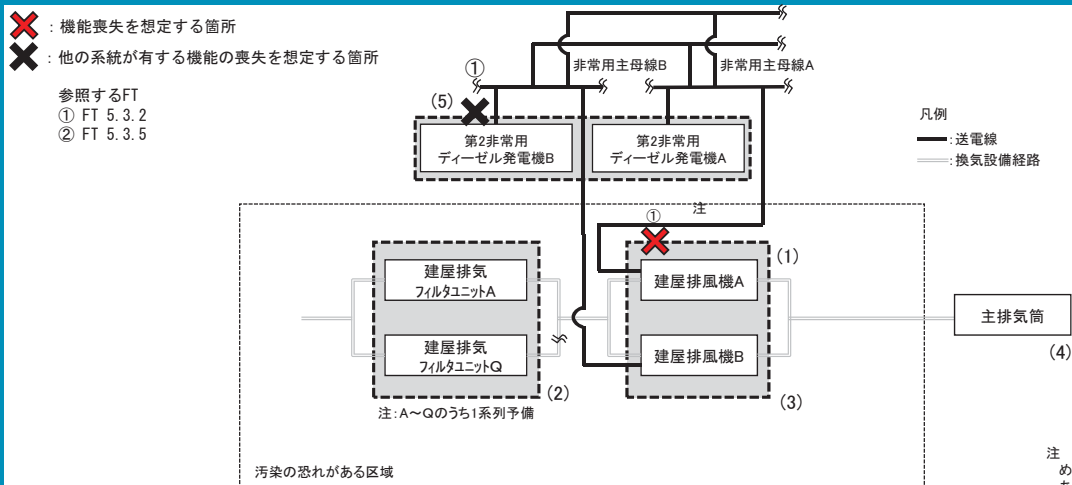 ：機能喪失を想定する箇所
：他の系統が有する機能の喪失を想定する箇所
参照するFT
① FT 5.3.2
② FT 5.3.5
①
非常用主母線B
非常用主母線A
(5)
第2非常用
ディーゼル発電機B
第2非常用
ディーゼル発電機A
凡例
：送電線
：換気設備経路
注
①
(1)
建屋排気
フィルタユニットA
建屋排風機A
主排気筒
(4)
建屋排気
フィルタユニットQ
建屋排風機B
(2)
(3)
注：A～Qのうち1系列予備
汚染の恐れがある区域
注
め